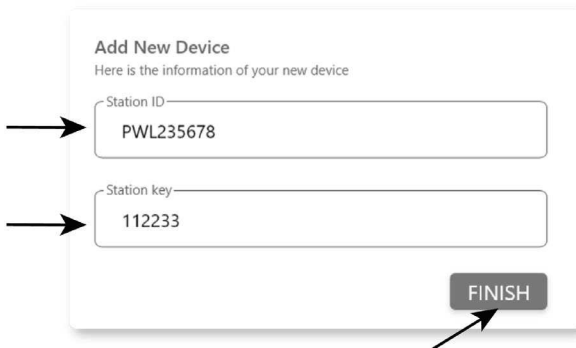 Add New Device
Here is the information of your new device
Station ID
PWL235678
Station key
112233
FINISH